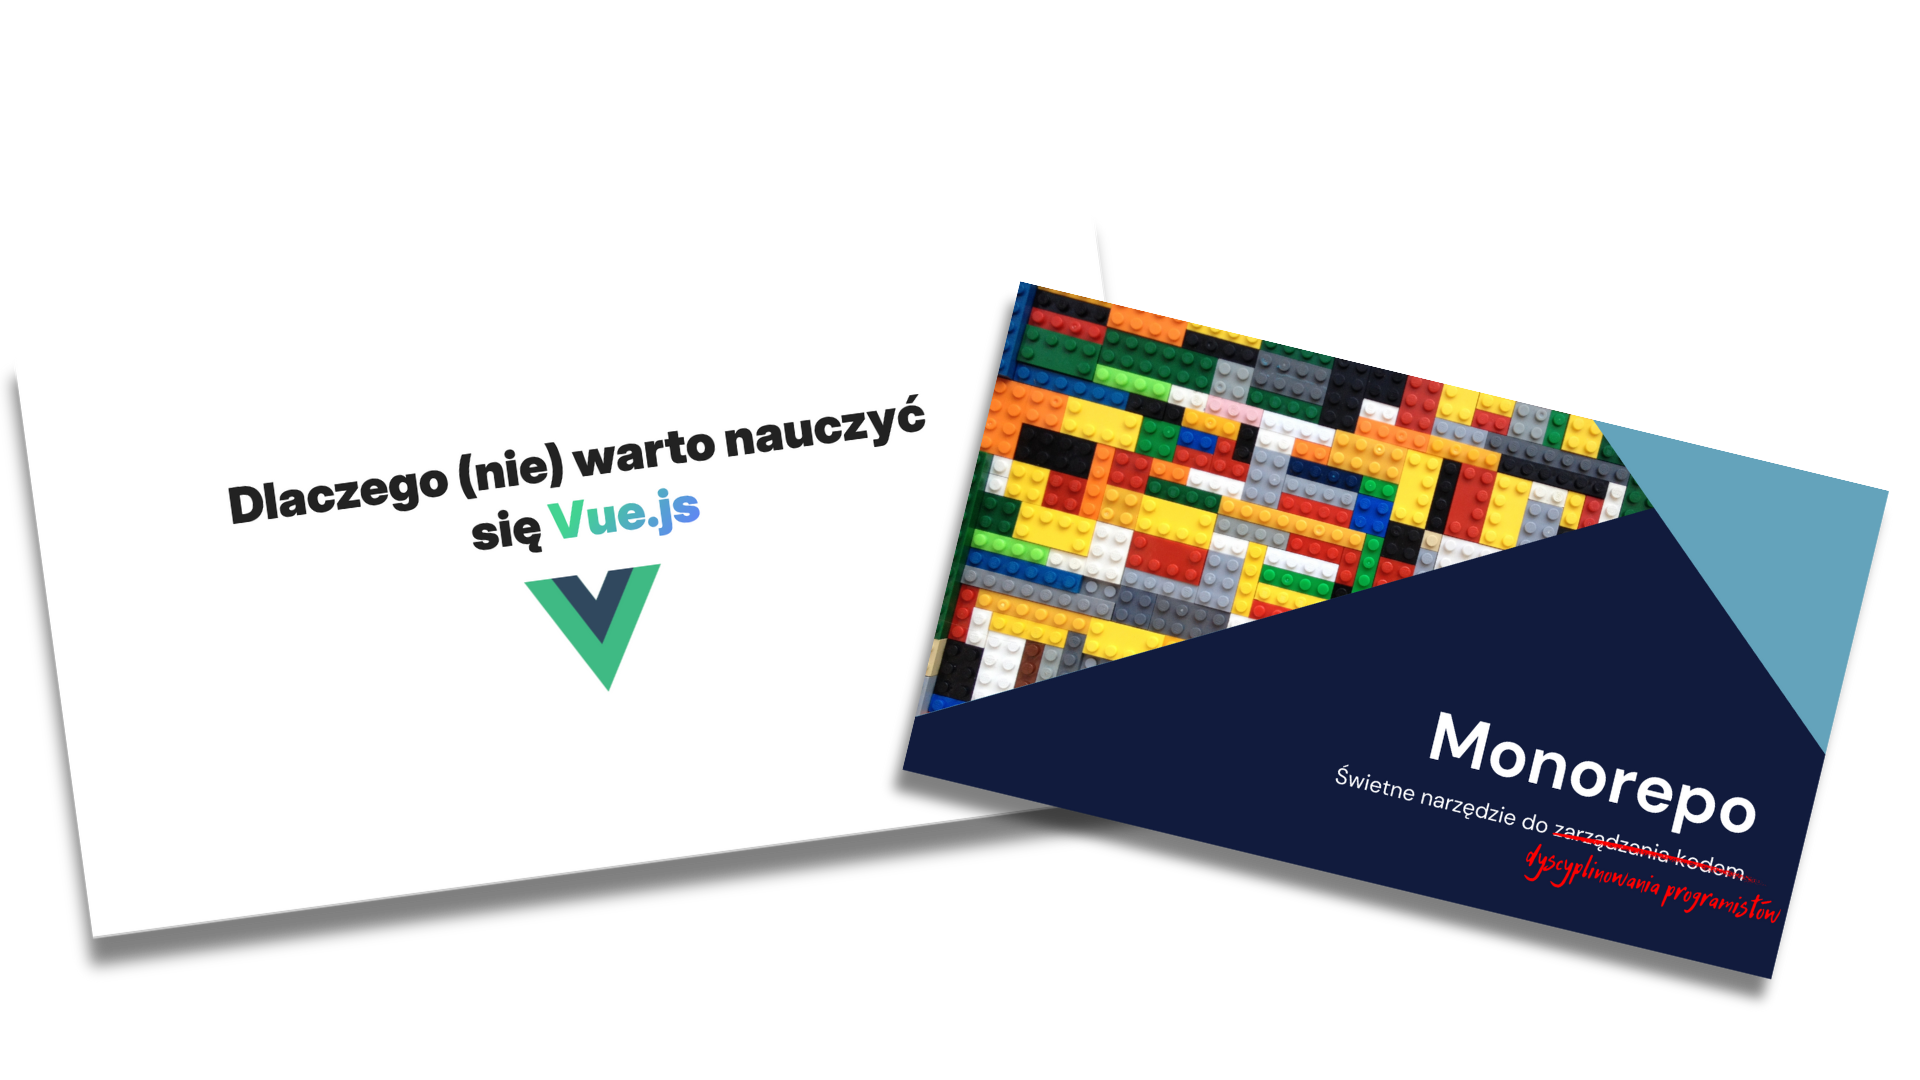 Dlaczego (nie) warto nauczyć
się Vue.js
Monorepo
Świetne narzędzie do zarządzania kodem
dyscyplinowania programistów